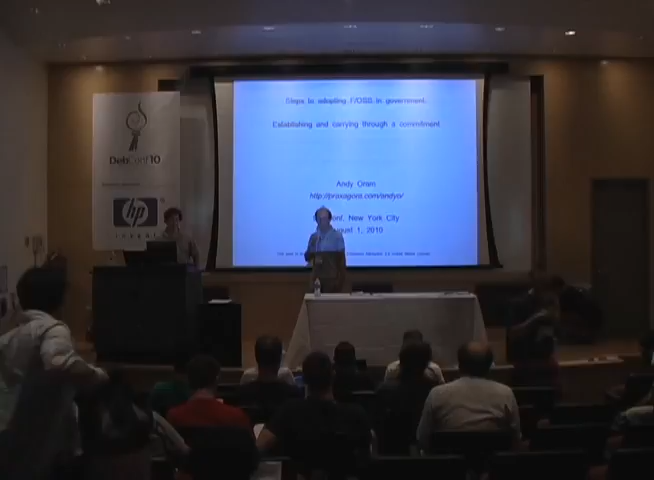 Steps to adopting F/OSS in government:
Establishing and carrying through a commitment
Andy Oram
http://praxagora.com/andyo/
New York City
1, 2010
DebConf10
hp
invent